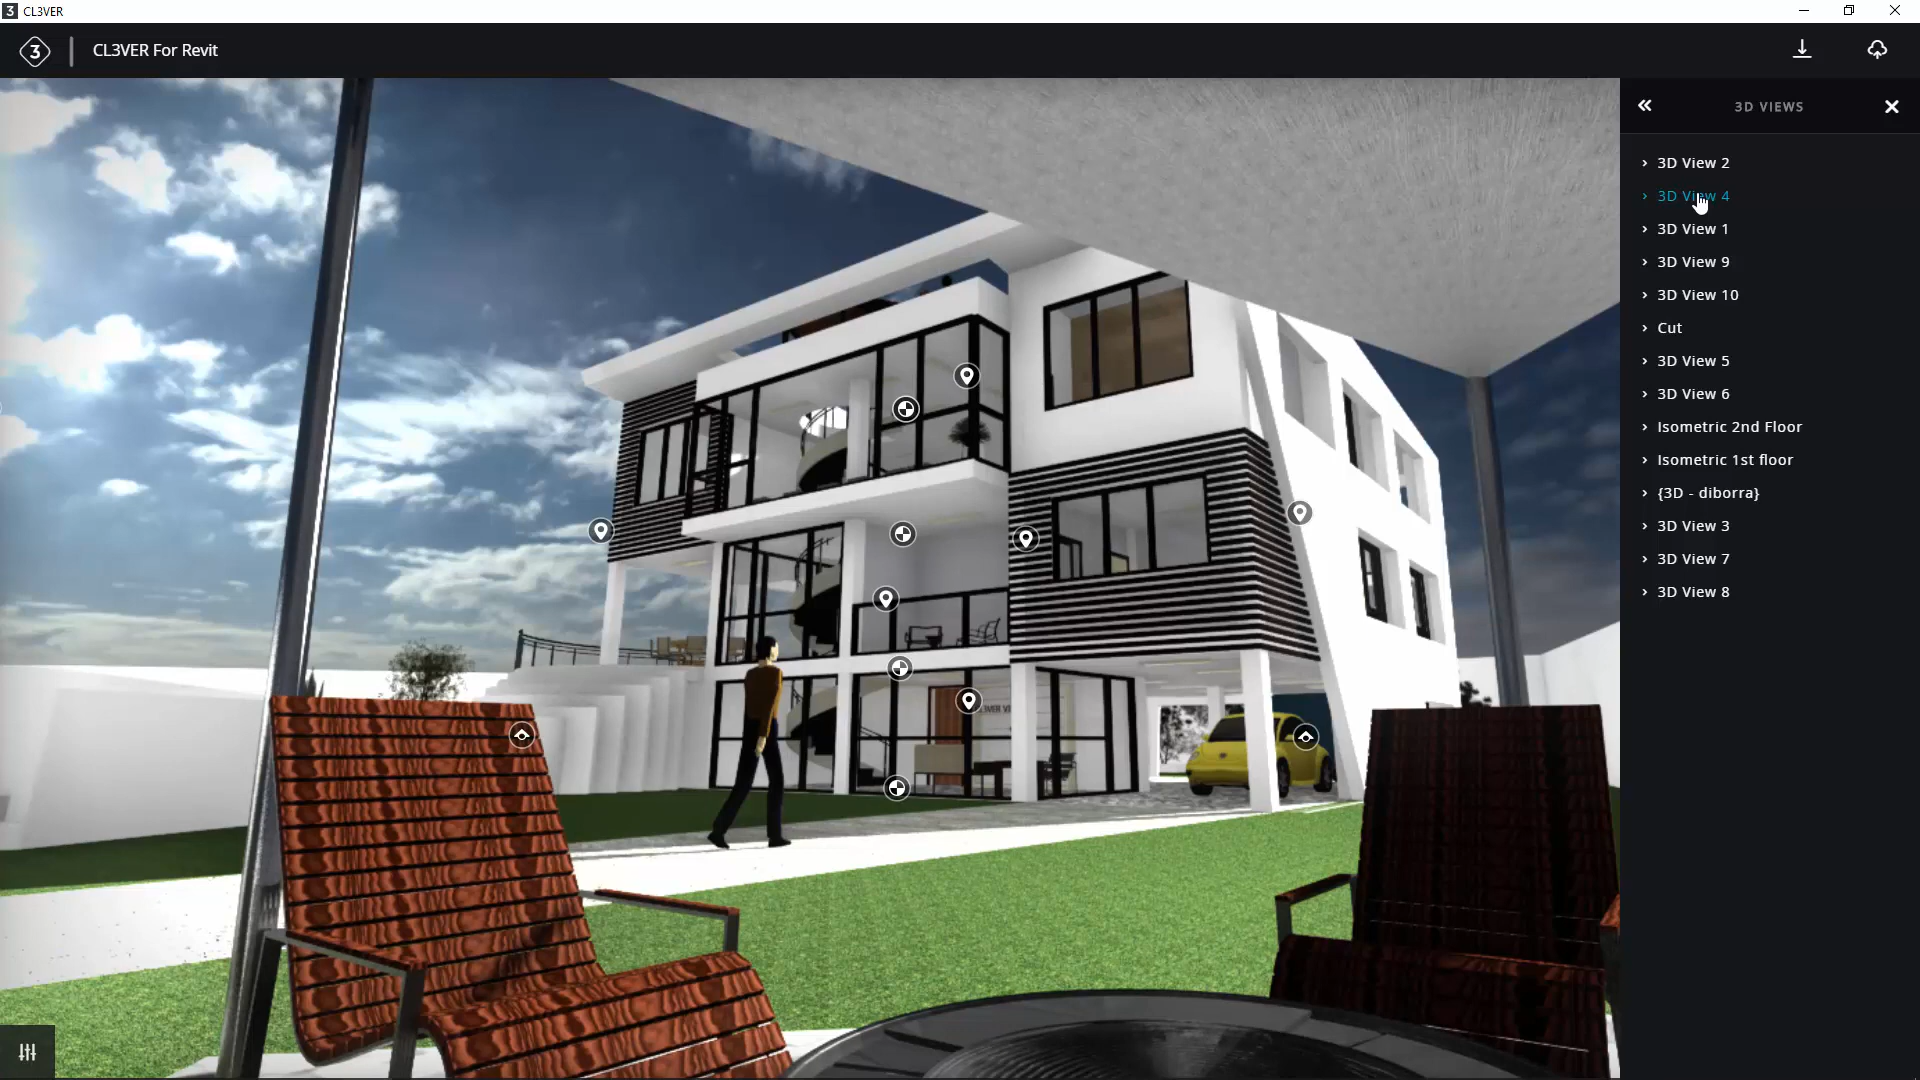 3 CL3VER
3 CL3VER For Revit
3D VIEWS
3D View 2
3D View 4
3D View 1
3D View 9
3D View 10
Cut
3D View 5
3D View 6
Isometric 2nd Floor
Isometric 1st floor
{3D - diborra}
3D View 3
3D View 7
3D View 8